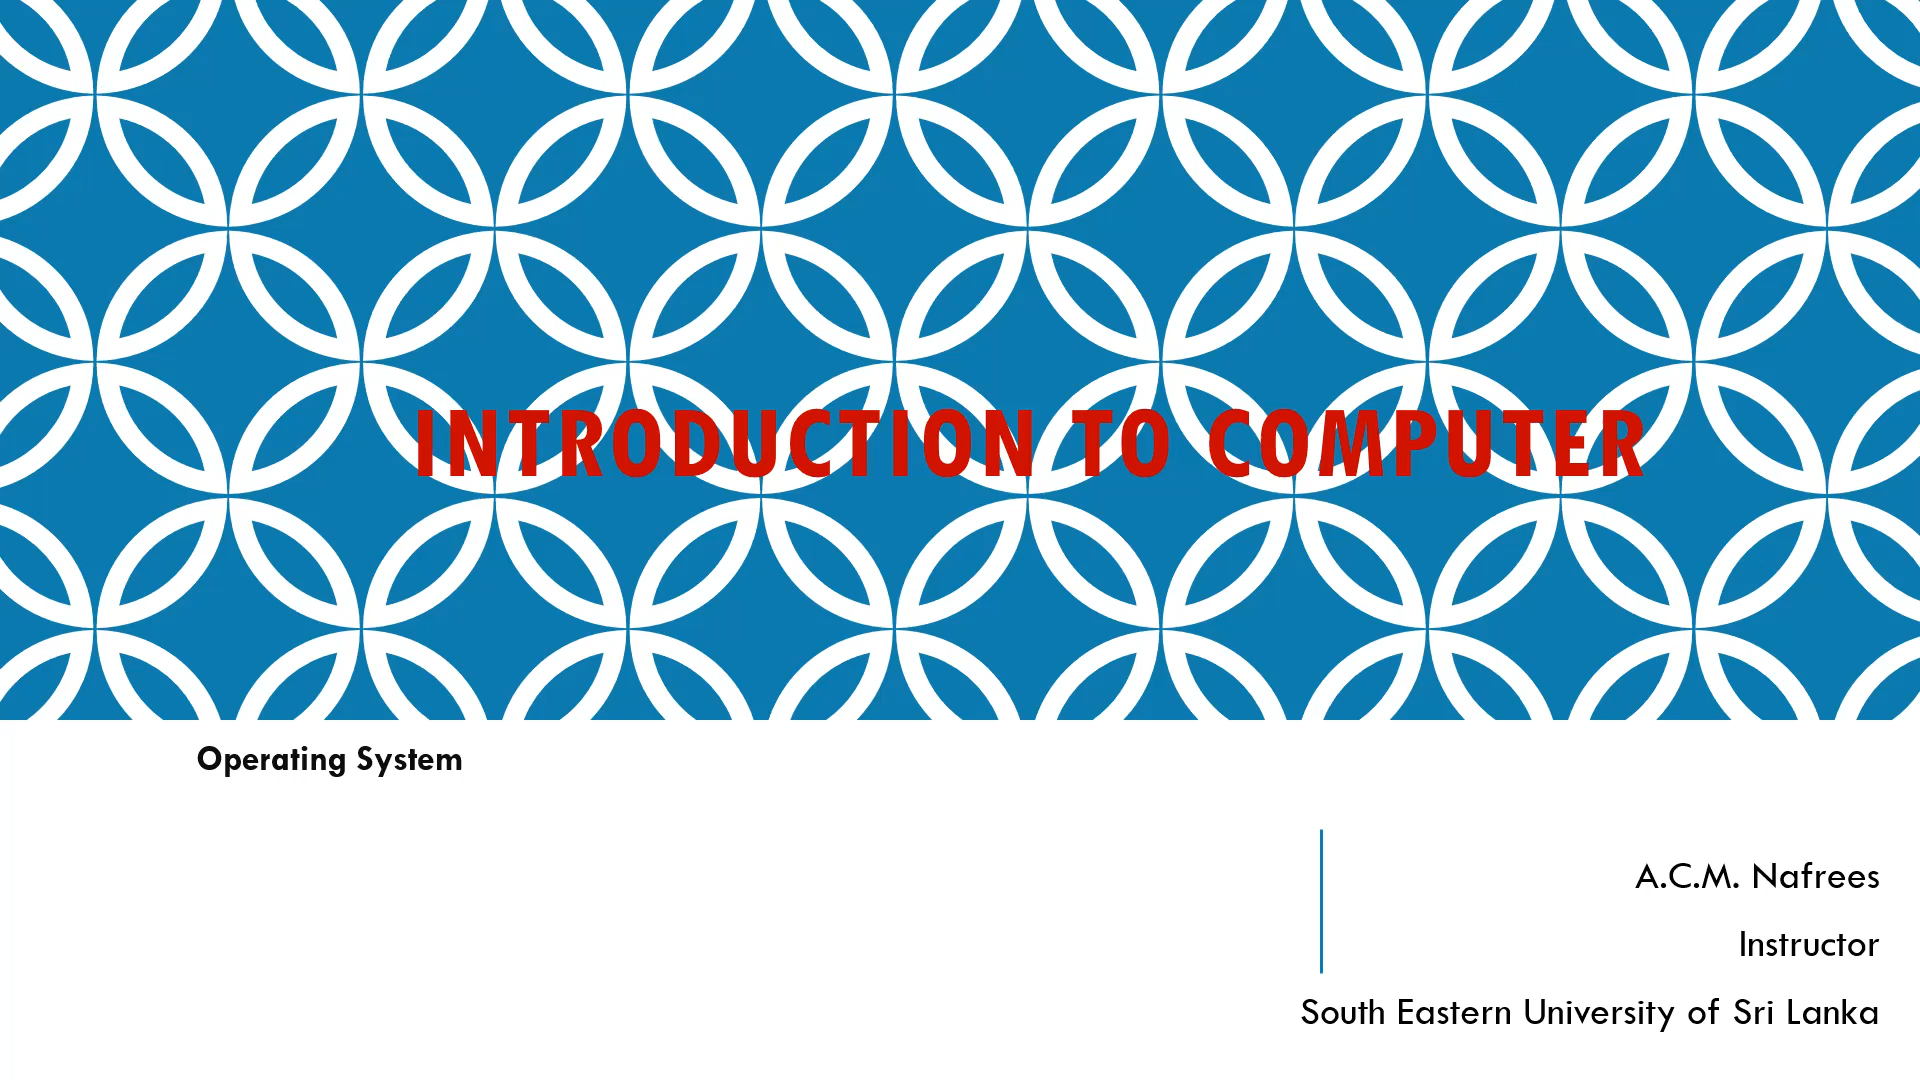 INTRODUCTION TO COMPUTER
Operating System
A.C.M. Nafrees
Instructor
South Eastern University of Sri Lanka